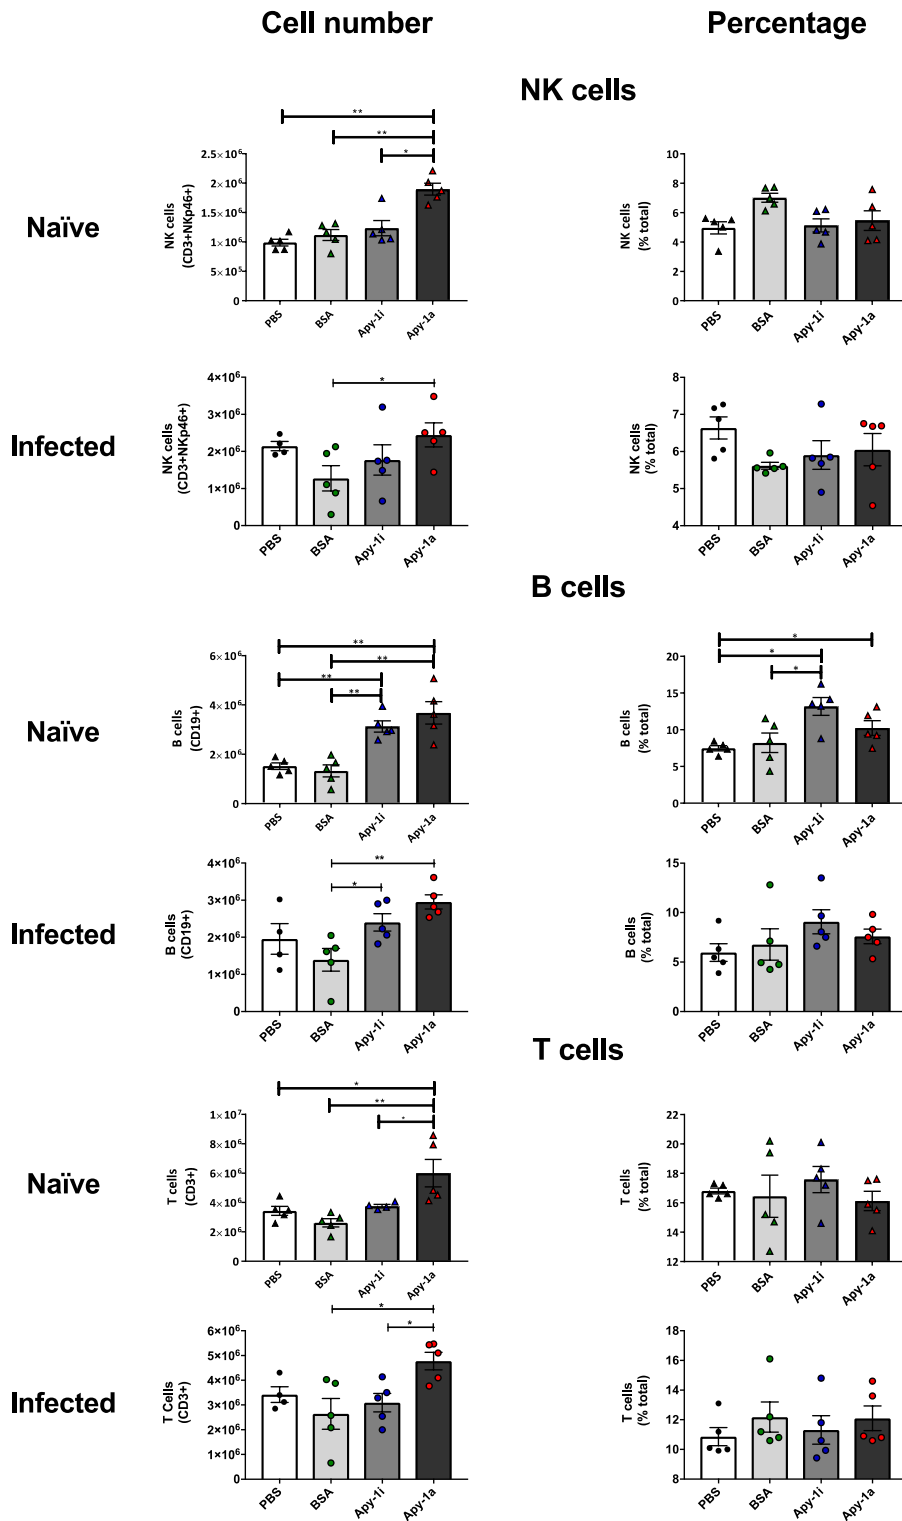 Cell number
Percentage
NK cells
Naïve
** 
**
*
NK cells
(CD3+NKp46+)
2.5×10⁶
2×10⁶
1.5×10⁶
1×10⁶
5×10⁵
0
PBS
BSA
Apy-1i
Apy-1a
NK cells
(% total)
10
8
6
4
2
0
PBS
BSA
Apy-1i
Apy-1a
Infected
*
NK cells
(CD3+NKp46+)
4×10⁶
3×10⁶
2×10⁶
1×10⁶
0
PBS
BSA
Apy-1i
Apy-1a
NK cells
(% total)
8
7
6
5
4
PBS
BSA
Apy-1i
Apy-1a
B cells
Naïve
**
**
**
**
B cells
(CD19+)
6×10⁶
4×10⁶
2×10⁶
0
PBS
BSA
Apy-1i
Apy-1a
*
*
*
B cells
(% total)
20
15
10
5
0
PBS
BSA
Apy-1i
Apy-1a
Infected
**
*
B cells
(CD19+)
4×10⁶
3×10⁶
2×10⁶
1×10⁶
0
PBS
BSA
Apy-1i
Apy-1a
B cells
(% total)
15
10
5
0
PBS
BSA
Apy-1i
Apy-1a
T cells
Naïve
*
**
*
T cells
(CD3+)
1×10⁷
8×10⁶
6×10⁶
4×10⁶
2×10⁶
0
PBS
BSA
Apy-1i
Apy-1a
T cells
(% total)
22
20
18
16
14
12
PBS
BSA
Apy-1i
Apy-1a
Infected
*
*
T Cells
(CD3+)
6×10⁶
5×10⁶
4×10⁶
3×10⁶
2×10⁶
1×10⁶
0
PBS
BSA
Apy-1i
Apy-1a
T cells
(% total)
18
16
14
12
10
8
PBS
BSA
Apy-1i
Apy-1a